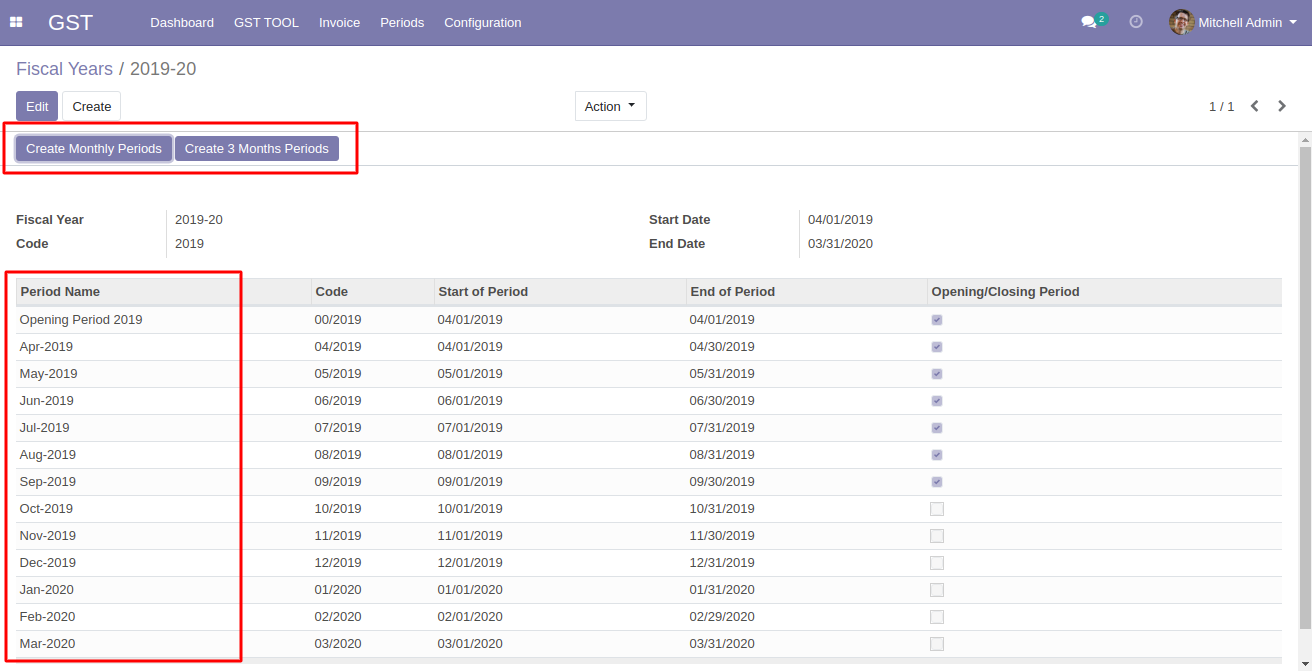 GST Dashboard GST TOOL Invoice Periods Configuration 2 Mitchell Admin
Fiscal Years / 2019-20
Edit Create Action 1 / 1
Create Monthly Periods Create 3 Months Periods
Fiscal Year 2019-20 Start Date 04/01/2019
Code 2019 End Date 03/31/2020
Period Name Code Start of Period End of Period Opening/Closing Period
Opening Period 2019 00/2019 04/01/2019 04/01/2019
Apr-2019 04/2019 04/01/2019 04/30/2019
May-2019 05/2019 05/01/2019 05/31/2019
Jun-2019 06/2019 06/01/2019 06/30/2019
Jul-2019 07/2019 07/01/2019 07/31/2019
Aug-2019 08/2019 08/01/2019 08/31/2019
Sep-2019 09/2019 09/01/2019 09/30/2019
Oct-2019 10/2019 10/01/2019 10/31/2019
Nov-2019 11/2019 11/01/2019 11/30/2019
Dec-2019 12/2019 12/01/2019 12/31/2019
Jan-2020 01/2020 01/01/2020 01/31/2020
Feb-2020 02/2020 02/01/2020 02/29/2020
Mar-2020 03/2020 03/01/2020 03/31/2020